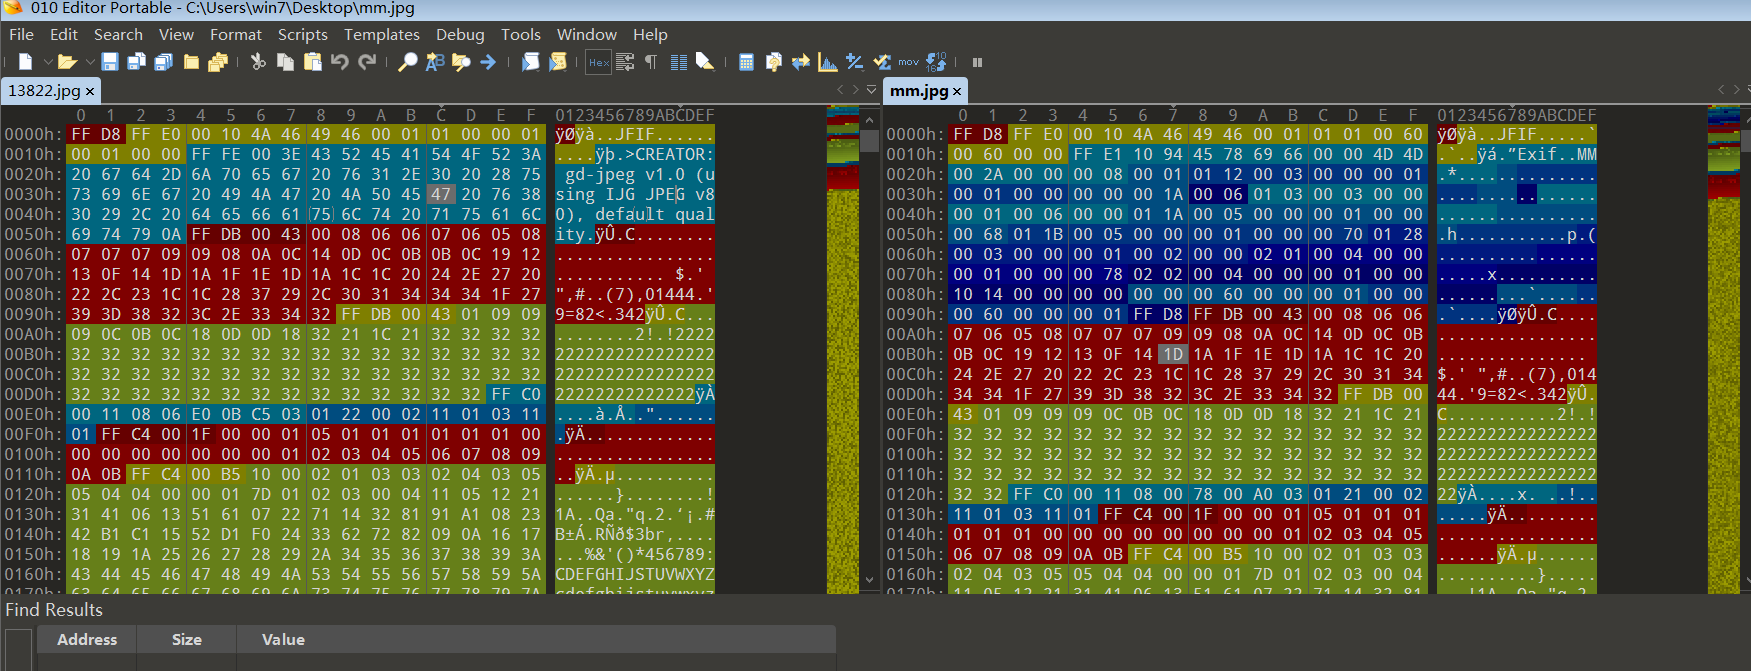 010 Editor Portable - C:\Users\win7\Desktop\mm.jpg
File Edit Search View Format Scripts Templates Debug Tools Window Help
13822.jpg ×
0 1 2 3 4 5 6 7 8 9 A B C D E F 0123456789ABCDEF
0000h: FF D8 FF E0 00 10 4A 46 49 46 00 01 01 00 00 01 ÿØÿà..JFIF......
0010h: 00 01 00 00 FF FE 00 3E 43 52 45 41 54 4F 52 3A ....ÿþ.>CREATOR:
0020h: 20 67 64 2D 6A 70 65 67 20 76 31 2E 30 20 28 75 gd-jpeg v1.0 (u
0030h: 73 69 6E 67 20 49 4A 47 20 4A 50 45 47 20 76 38 sing IJG JPEG v8
0040h: 30 29 2C 20 64 65 66 61 (75) 6C 74 20 71 75 61 6C 0), default qual
0050h: 69 74 79 0A FF DB 00 43 00 08 06 06 07 06 05 08 ity.ÿÛ.C........
0060h: 07 07 07 09 09 08 0A 0C 14 0D 0C 0B 0B 0C 19 12 ................
0070h: 13 0F 14 1D 1A 1F 1E 1D 1A 1C 1C 20 24 2E 27 20 ........... $.'
0080h: 22 2C 23 1C 1C 28 37 29 2C 30 31 34 34 34 1F 27 ",#..(7),01444.'
0090h: 39 3D 38 32 3C 2E 33 34 32 FF DB 00 43 01 09 09 9=82<.342ÿÛ.C...
00A0h: 09 0C 0B 0C 18 0D 0D 18 32 21 1C 21 32 32 32 32 ........2!.!2222
00B0h: 32 32 32 32 32 32 32 32 32 32 32 32 32 32 32 32 2222222222222222
00C0h: 32 32 32 32 32 32 32 32 32 32 32 32 32 32 32 32 2222222222222222
00D0h: 32 32 32 32 32 32 32 32 32 32 32 32 32 32 FF C0 22222222222222ÿÀ
00E0h: 00 11 08 06 E0 0B C5 03 01 22 00 02 11 01 03 11 ....à.Å.."......
00F0h: 01 FF C4 00 1F 00 00 01 05 01 01 01 01 01 01 00 .ÿÄ.............
0100h: 00 00 00 00 00 00 00 01 02 03 04 05 06 07 08 09 ................
0110h: 0A 0B FF C4 00 B5 10 00 02 01 03 03 02 04 03 05 ..ÿÄ.µ..........
0120h: 05 04 04 00 00 01 7D 01 02 03 00 04 11 05 12 21 ......}........!
0130h: 31 41 06 13 51 61 07 22 71 14 32 81 91 A1 08 23 1A..Qa."q.2.‘¡.#
0140h: 42 B1 C1 15 52 D1 F0 24 33 62 72 82 09 0A 16 17 B±Á.RÑð$3br‚....
0150h: 18 19 1A 25 26 27 28 29 2A 34 35 36 37 38 39 3A ...%&'()*456789:
0160h: 43 44 45 46 47 48 49 4A 53 54 55 56 57 58 59 5A CDEFGHIJSTUVWXYZ
0170h: 63 64 65 66 67 68 69 6A 73 74 75 76 77 78 79 7A cdefghijstuvwxyz
mm.jpg ×
0 1 2 3 4 5 6 7 8 9 A B C D E F 0123456789ABCDEF
0000h: FF D8 FF E0 00 10 4A 46 49 46 00 01 01 01 00 60 ÿØÿà..JFIF.....`
0010h: 00 60 00 00 FF E1 10 94 45 78 69 66 00 00 4D 4D .`..ÿá.”Exif..MM
0020h: 00 2A 00 00 00 08 00 01 01 12 00 03 00 00 00 01 .*..............
0030h: 00 01 00 00 00 00 00 1A 00 06 01 03 00 03 00 00 ................
0040h: 00 01 00 06 00 00 01 1A 00 05 00 00 00 01 00 00 ................
0050h: 00 68 01 1B 00 05 00 00 00 01 00 00 00 70 01 28 .h...........p.(
0060h: 00 03 00 00 00 01 00 02 00 00 02 01 00 04 00 00 ................
0070h: 00 01 00 00 00 78 02 02 00 04 00 00 00 01 00 00 .....x..........
0080h: 10 14 00 00 00 00 00 00 00 60 00 00 00 01 00 00 .........`......
0090h: 00 60 00 00 00 01 FF D8 FF DB 00 43 00 08 06 06 .`....ÿØÿÛ.C....
00A0h: 07 06 05 08 07 07 07 09 09 08 0A 0C 14 0D 0C 0B ................
00B0h: 0B 0C 19 12 13 0F 14 1D 1A 1F 1E 1D 1A 1C 1C 20 ...............
00C0h: 24 2E 27 20 22 2C 23 1C 1C 28 37 29 2C 30 31 34 $.' ",#..(7),014
00D0h: 34 34 1F 27 39 3D 38 32 3C 2E 33 34 32 FF DB 00 44.'9=82<.342ÿÛ.
00E0h: 43 01 09 09 09 0C 0B 0C 18 0D 0D 18 32 21 1C 21 C...........2!.!
00F0h: 32 32 32 32 32 32 32 32 32 32 32 32 32 32 32 32 2222222222222222
0100h: 32 32 32 32 32 32 32 32 32 32 32 32 32 32 32 32 2222222222222222
0110h: 32 32 32 32 32 32 32 32 32 32 32 32 32 32 32 32 2222222222222222
0120h: 32 32 FF C0 00 11 08 00 78 00 A0 03 01 21 00 02 22ÿÀ....x. ..!..
0130h: 11 01 03 11 01 FF C4 00 1F 00 00 01 05 01 01 01 .....ÿÄ.........
0140h: 01 01 01 00 00 00 00 00 00 00 00 01 02 03 04 05 ................
0150h: 06 07 08 09 0A 0B FF C4 00 B5 10 00 02 01 03 03 ......ÿÄ.µ......
0160h: 02 04 03 05 05 04 04 00 00 01 7D 01 02 03 00 04 ..........}.....
0170h: 11 05 12 21 31 41 06 13 51 61 07 22 71 14 32 81 ...!1A..Qa."q.2.
Find Results
Address Size Value